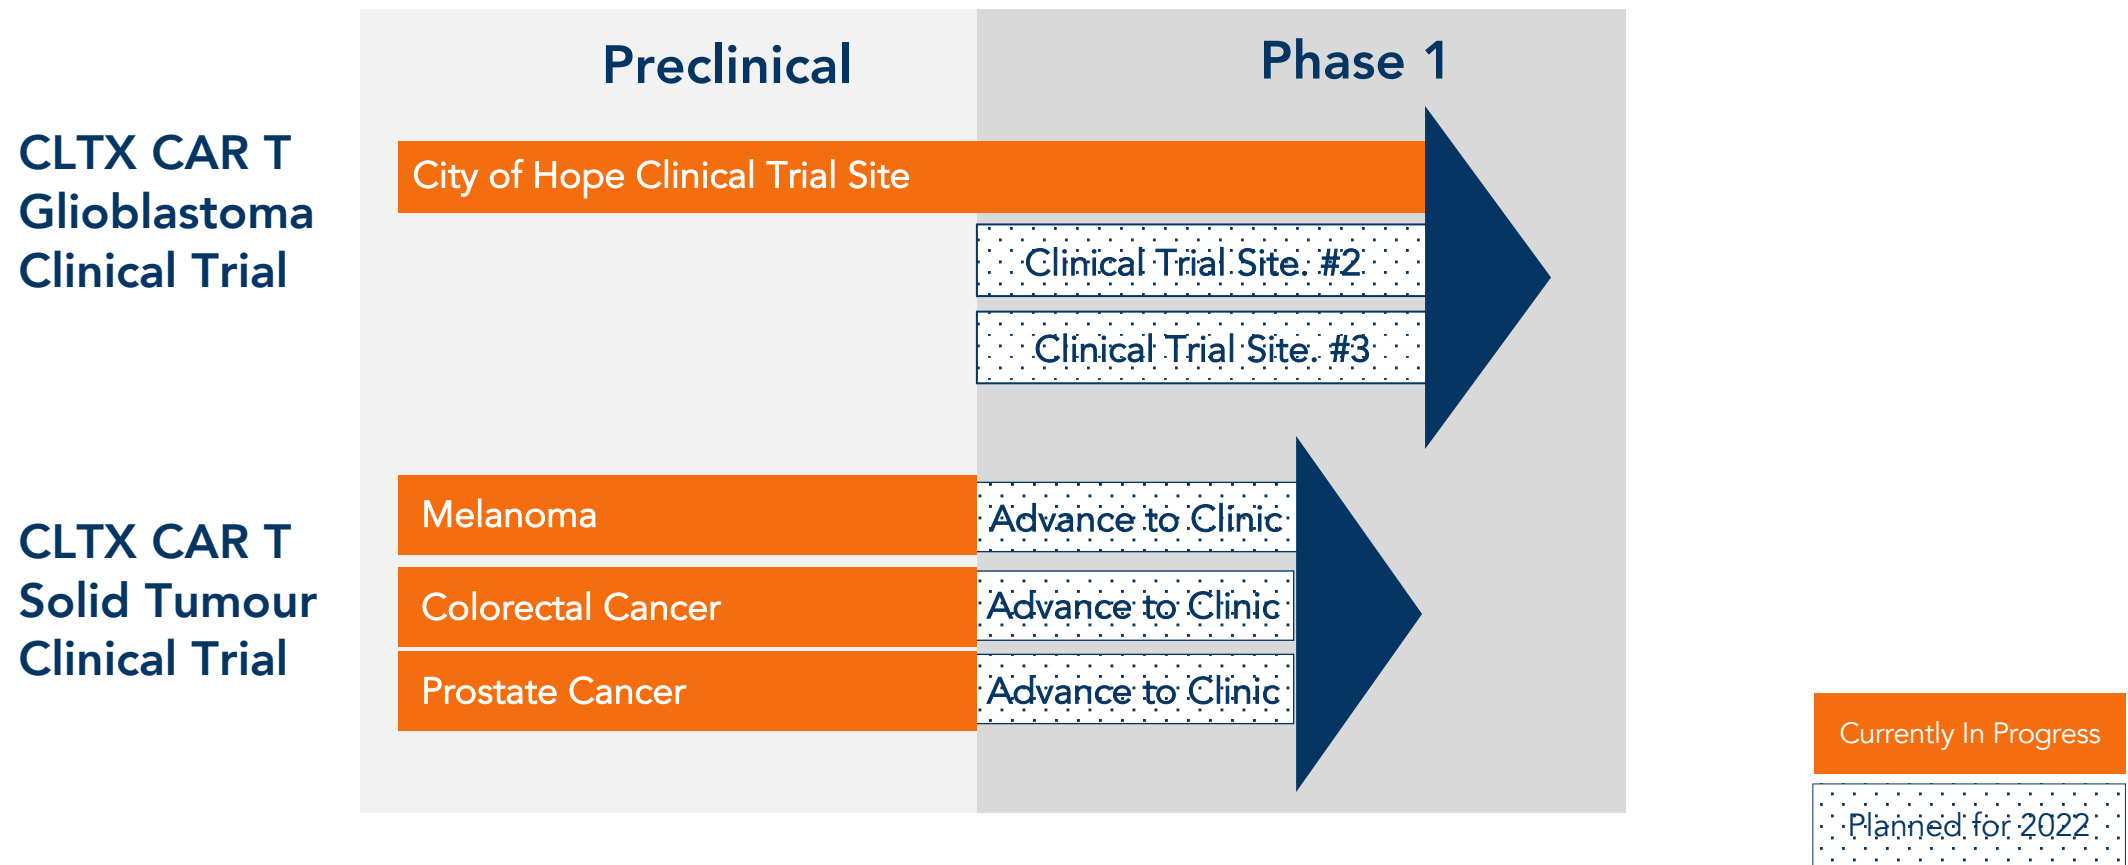 Preclinical
Phase 1
CLTX CAR T
Glioblastoma
Clinical Trial
City of Hope Clinical Trial Site
Clinical Trial Site. #2
Clinical Trial Site. #3
CLTX CAR T
Solid Tumour
Clinical Trial
Melanoma
Advance to Clinic
Colorectal Cancer
Advance to Clinic
Prostate Cancer
Advance to Clinic
Currently In Progress
Planned for 2022